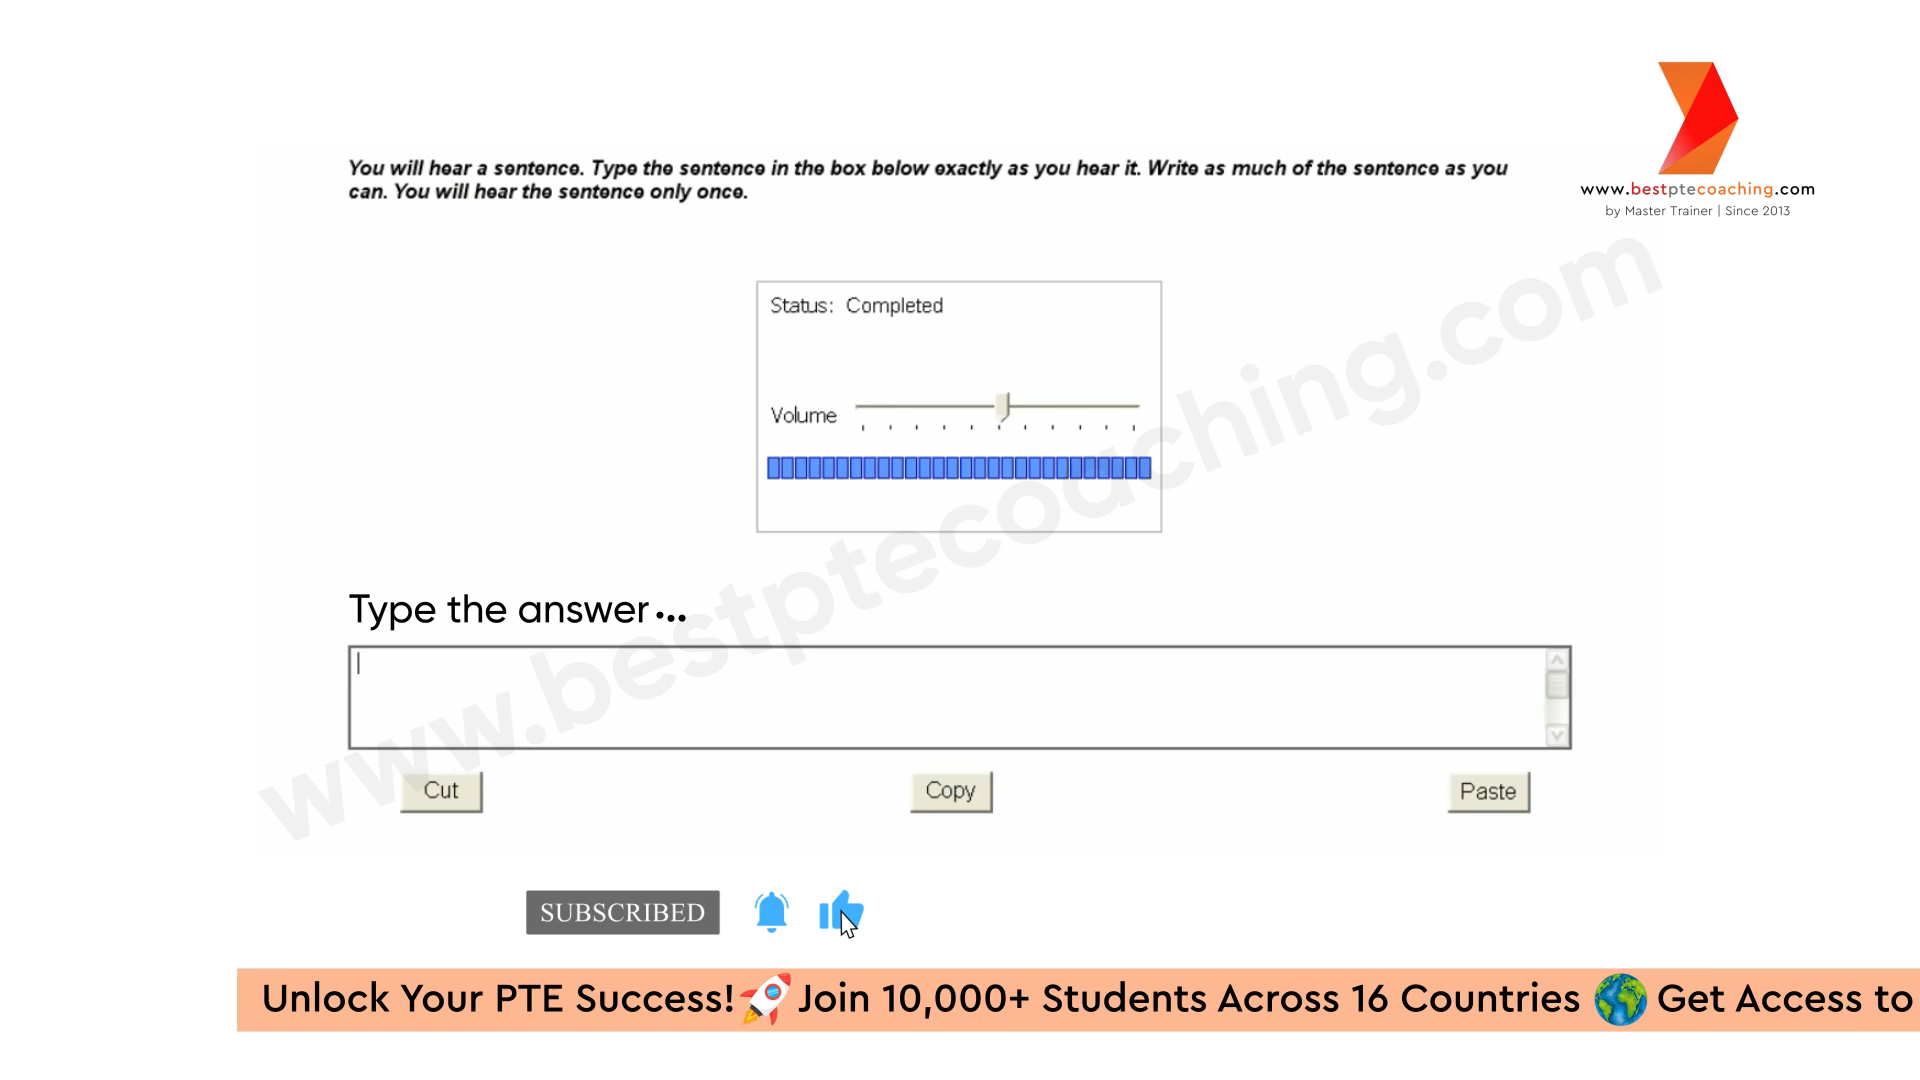 You will hear a sentence. Type the sentence in the box below exactly as you hear it. Write as much of the sentence as you
can. You will hear the sentence only once.
www.bestptecoaching.com
by Master Trainer | Since 2013
Status: Completed
Volume
www.bestptecoaching.com
Type the answer...
Cut
Copy
Paste
SUBSCRIBED
Unlock Your PTE Success!🚀Join 10,000+ Students Across 16 Countries 🌍 Get Access to